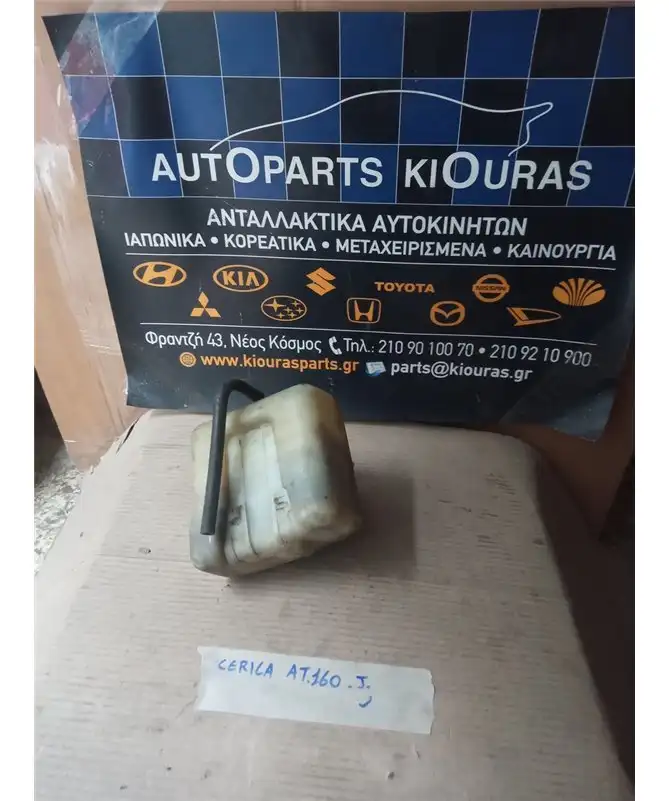 AUTOPARTS KIOURAS
ΑΝΤΑΛΛΑΚΤΙΚΑ ΑΥΤΟΚΙΝΗΤΩΝ
ΙΑΠΩΝΙΚΑ • ΚΟΡΕΑΤΙΚΑ • ΜΕΤΑΧΕΙΡΙΣΜΕΝΑ • ΚΑΙΝΟΥΡΓΙΑ
KIA TOYOTA NISSAN
Φραντζή 43, Νέος Κόσμος Τηλ.: 210 90 100 70 • 210 92 10 900
www.kiourasparts.gr parts@kiouras.gr
CERICA AT.160.J.